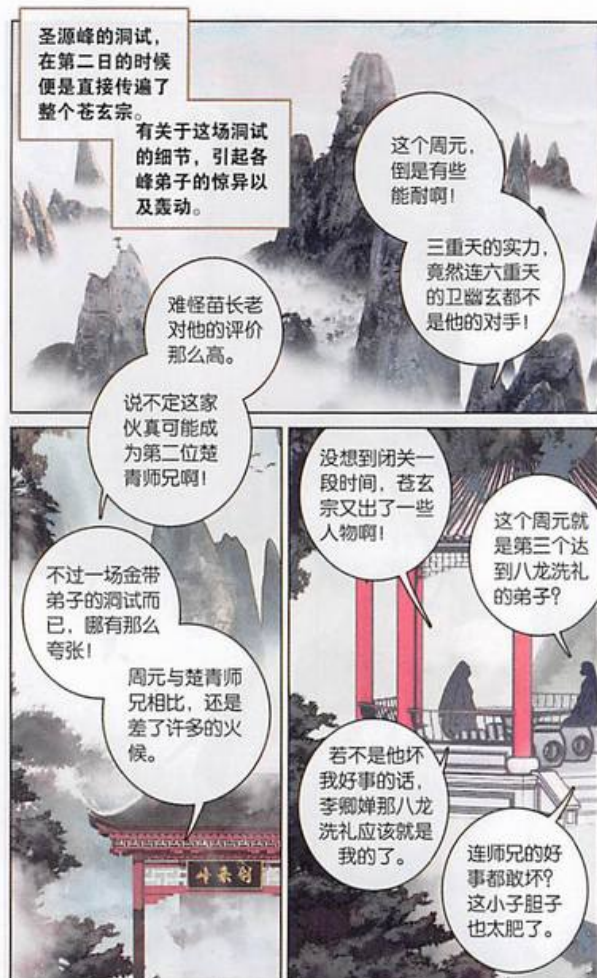 圣源峰的洞试，
在第二日的时候
便是直接传遍了
整个苍玄宗。
有关于这场洞试
的细节，引起各
峰弟子的惊异以
及轰动。
这个周元，
倒是有些
能耐啊！
三重天的实力，
竟然连六重天
的卫幽玄都不
是他的对手！
难怪苗长老
对他的评价
那么高。
说不定这家
伙真可能成
为第二位楚
青师兄啊！
不过一场金带
弟子的洞试而
已，哪有那么
夸张！
周元与楚青师
兄相比，还是
差了许多的火
候。
剑来峰
没想到闭关一
段时间，苍玄
宗又出了一些
人物啊！
这个周元就
是第三个达
到八龙洗礼
的弟子？
若不是他坏
我好事的话，
李卿婵那八龙
洗礼应该就是
我的了。
连师兄的好
事都敢坏？
这小子胆子
也太肥了。